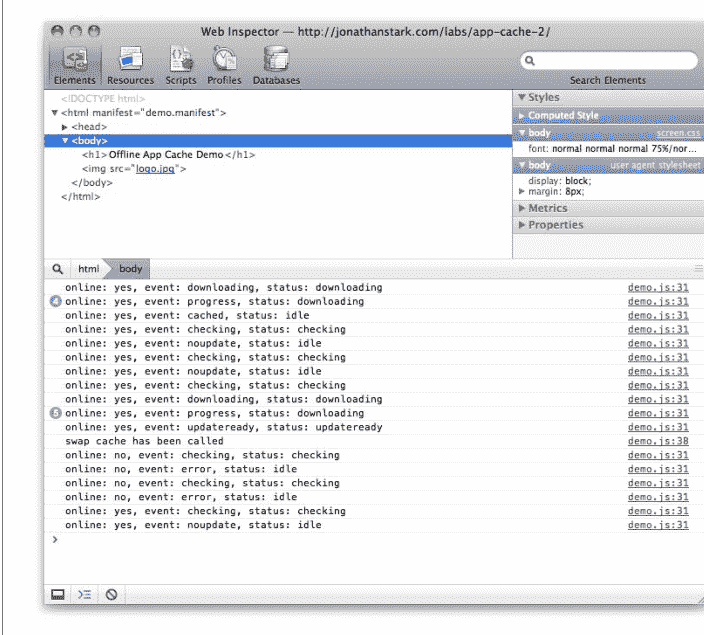 Web Inspector — http://jonathanstark.com/labs/app-cache-2/
Elements Resources Scripts Profiles Databases Search Elements
<!DOCTYPE html>
<html manifest="demo.manifest">
<head>
<body>
<h1>Offline App Cache Demo</h1>
<img src="logo.jpg">
</body>
</html>
Styles
Computed Style
body screen.css
font: normal normal normal 75%/nor...
body user agent stylesheet
display: block;
margin: 8px;
Metrics
Properties
html body
online: yes, event: downloading, status: downloading demo.js:31
4 online: yes, event: progress, status: downloading demo.js:31
online: yes, event: cached, status: idle demo.js:31
online: yes, event: checking, status: checking demo.js:31
online: yes, event: noupdate, status: idle demo.js:31
online: yes, event: checking, status: checking demo.js:31
online: yes, event: noupdate, status: idle demo.js:31
online: yes, event: checking, status: checking demo.js:31
online: yes, event: downloading, status: downloading demo.js:31
5 online: yes, event: progress, status: downloading demo.js:31
online: yes, event: updateready, status: updateready demo.js:31
swap cache has been called demo.js:38
online: no, event: checking, status: checking demo.js:31
online: no, event: error, status: idle demo.js:31
online: no, event: checking, status: checking demo.js:31
online: no, event: error, status: idle demo.js:31
online: yes, event: checking, status: checking demo.js:31
online: yes, event: noupdate, status: idle demo.js:31
>